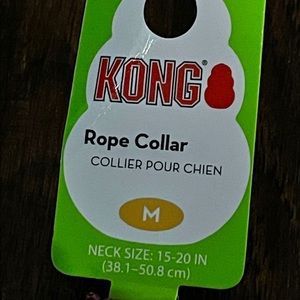 KONG®
Rope Collar
COLLIER POUR CHIEN
M
NECK SIZE: 15-20 IN
(38.1–50.8 cm)